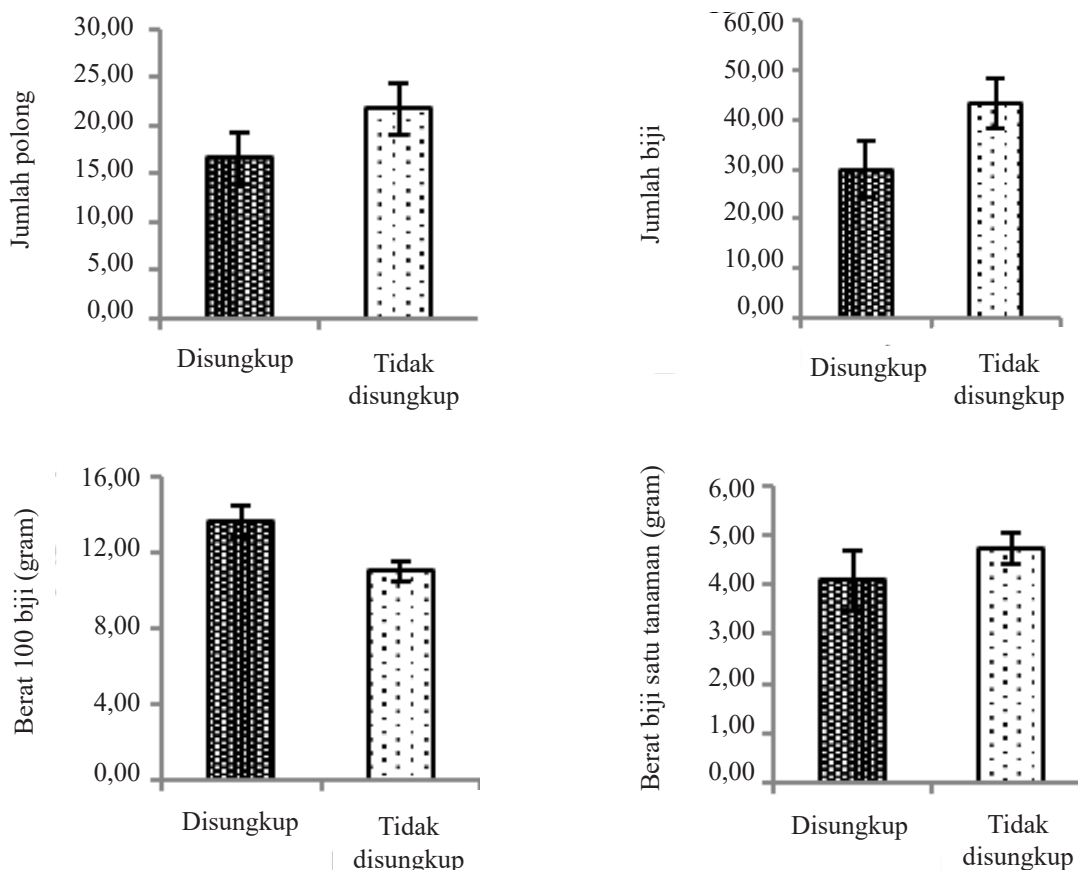 Jumlah polong
30,00
25,00
20,00
15,00
10,00
5,00
0,00
Disungkup
Tidak
disungkup
Jumlah biji
60,00
50,00
40,00
30,00
20,00
10,00
0,00
Disungkup
Tidak
disungkup
Berat 100 biji (gram)
16,00
12,00
8,00
4,00
0,00
Disungkup
Tidak
disungkup
Berat biji satu tanaman (gram)
6,00
5,00
4,00
3,00
2,00
1,00
0,00
Disungkup
Tidak
disungkup